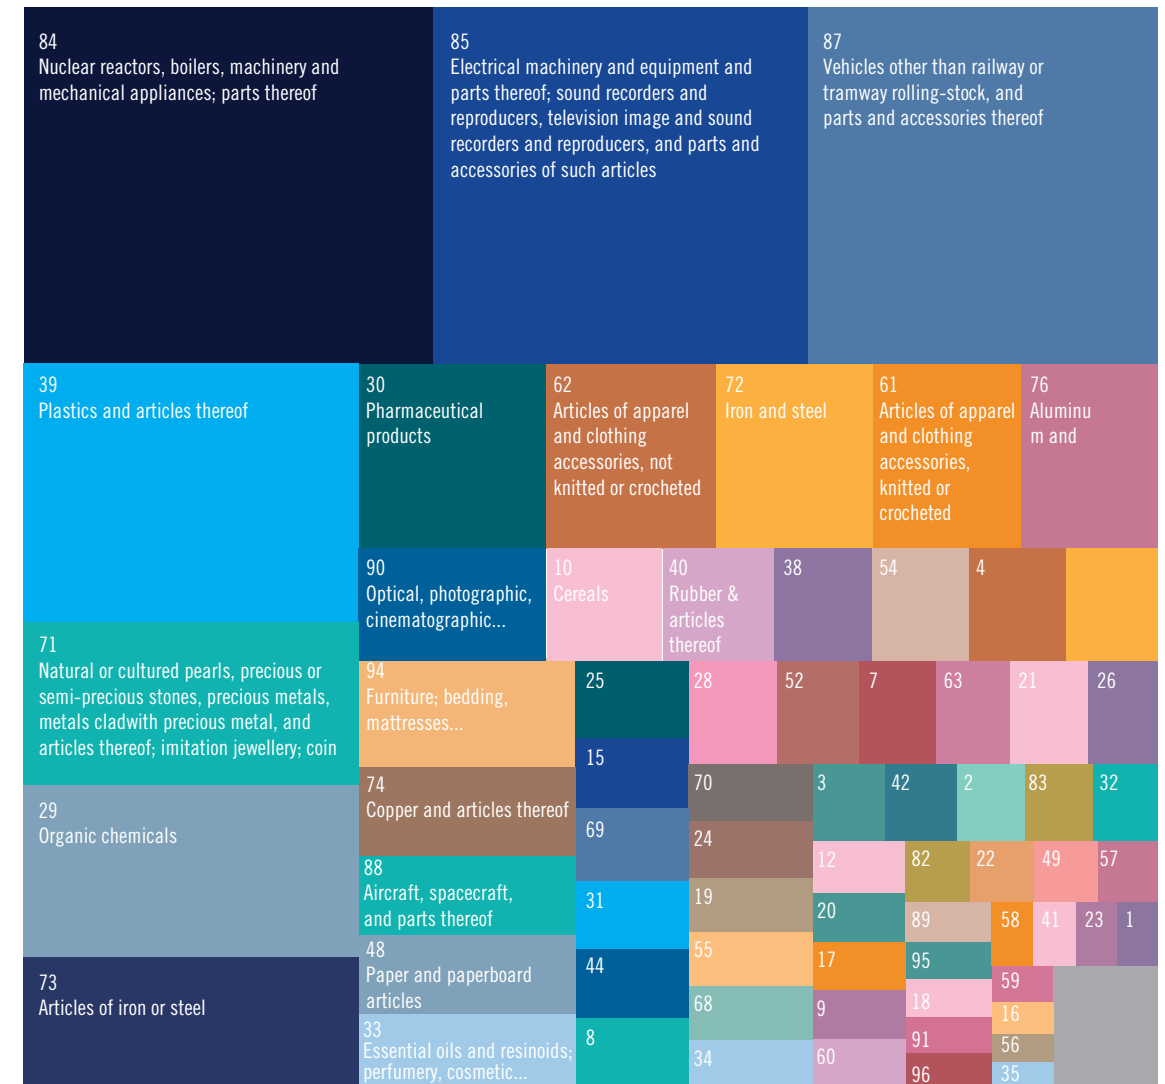 84
Nuclear reactors, boilers, machinery and
mechanical appliances; parts thereof
85
Electrical machinery and equipment and
parts thereof; sound recorders and
reproducers, television image and sound
recorders and reproducers, and parts and
accessories of such articles
87
Vehicles other than railway or
tramway rolling-stock, and
parts and accessories thereof
39
Plastics and articles thereof
30
Pharmaceutical
products
62
Articles of apparel
and clothing
accessories, not
knitted or crocheted
72
Iron and steel
61
Articles of apparel
and clothing
accessories,
knitted or
crocheted
76
Aluminu
m and
90
Optical, photographic,
cinematographic...
10
Cereals
40
Rubber &
articles
thereof
38
54
4
71
Natural or cultured pearls, precious or
semi-precious stones, precious metals,
metals cladwith precious metal, and
articles thereof; imitation jewellery; coin
94
Furniture; bedding,
mattresses...
25
28
52
7
63
21
26
15
74
Copper and articles thereof
70
3
42
2
83
32
29
Organic chemicals
69
24
12
82
22
49
57
88
Aircraft, spacecraft,
and parts thereof
31
19
20
89
58
41
23
1
48
Paper and paperboard
articles
44
55
17
95
73
Articles of iron or steel
59
68
9
18
16
33
Essential oils and resinoids;
perfumery, cosmetic...
8
34
60
91
56
96
35